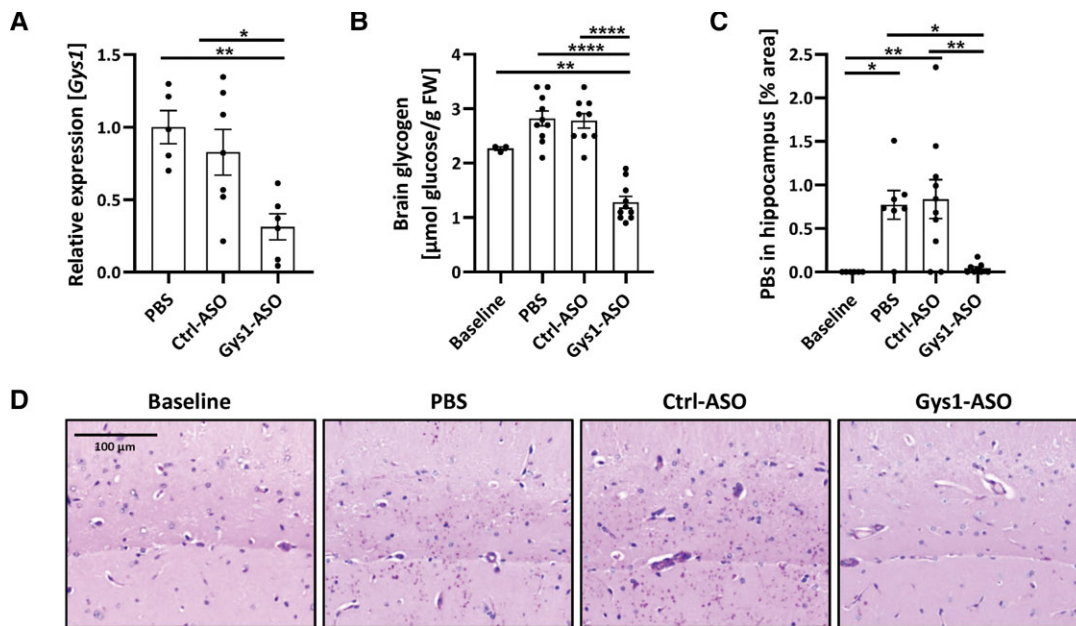 A
Relative expression [Gys1]
1.5
1.0
0.5
0.0
*
**
PBS
Ctrl-ASO
Gys1-ASO
B
Brain glycogen
[µmol glucose/g FW]
4
3
2
1
0
****
****
**
Baseline
PBS
Ctrl-ASO
Gys1-ASO
C
PBs in hippocampus [% area]
2.5
2.0
1.5
1.0
0.5
0.0
*
**
**
*
Baseline
PBS
Ctrl-ASO
Gys1-ASO
D
Baseline
PBS
Ctrl-ASO
Gys1-ASO
100 µm